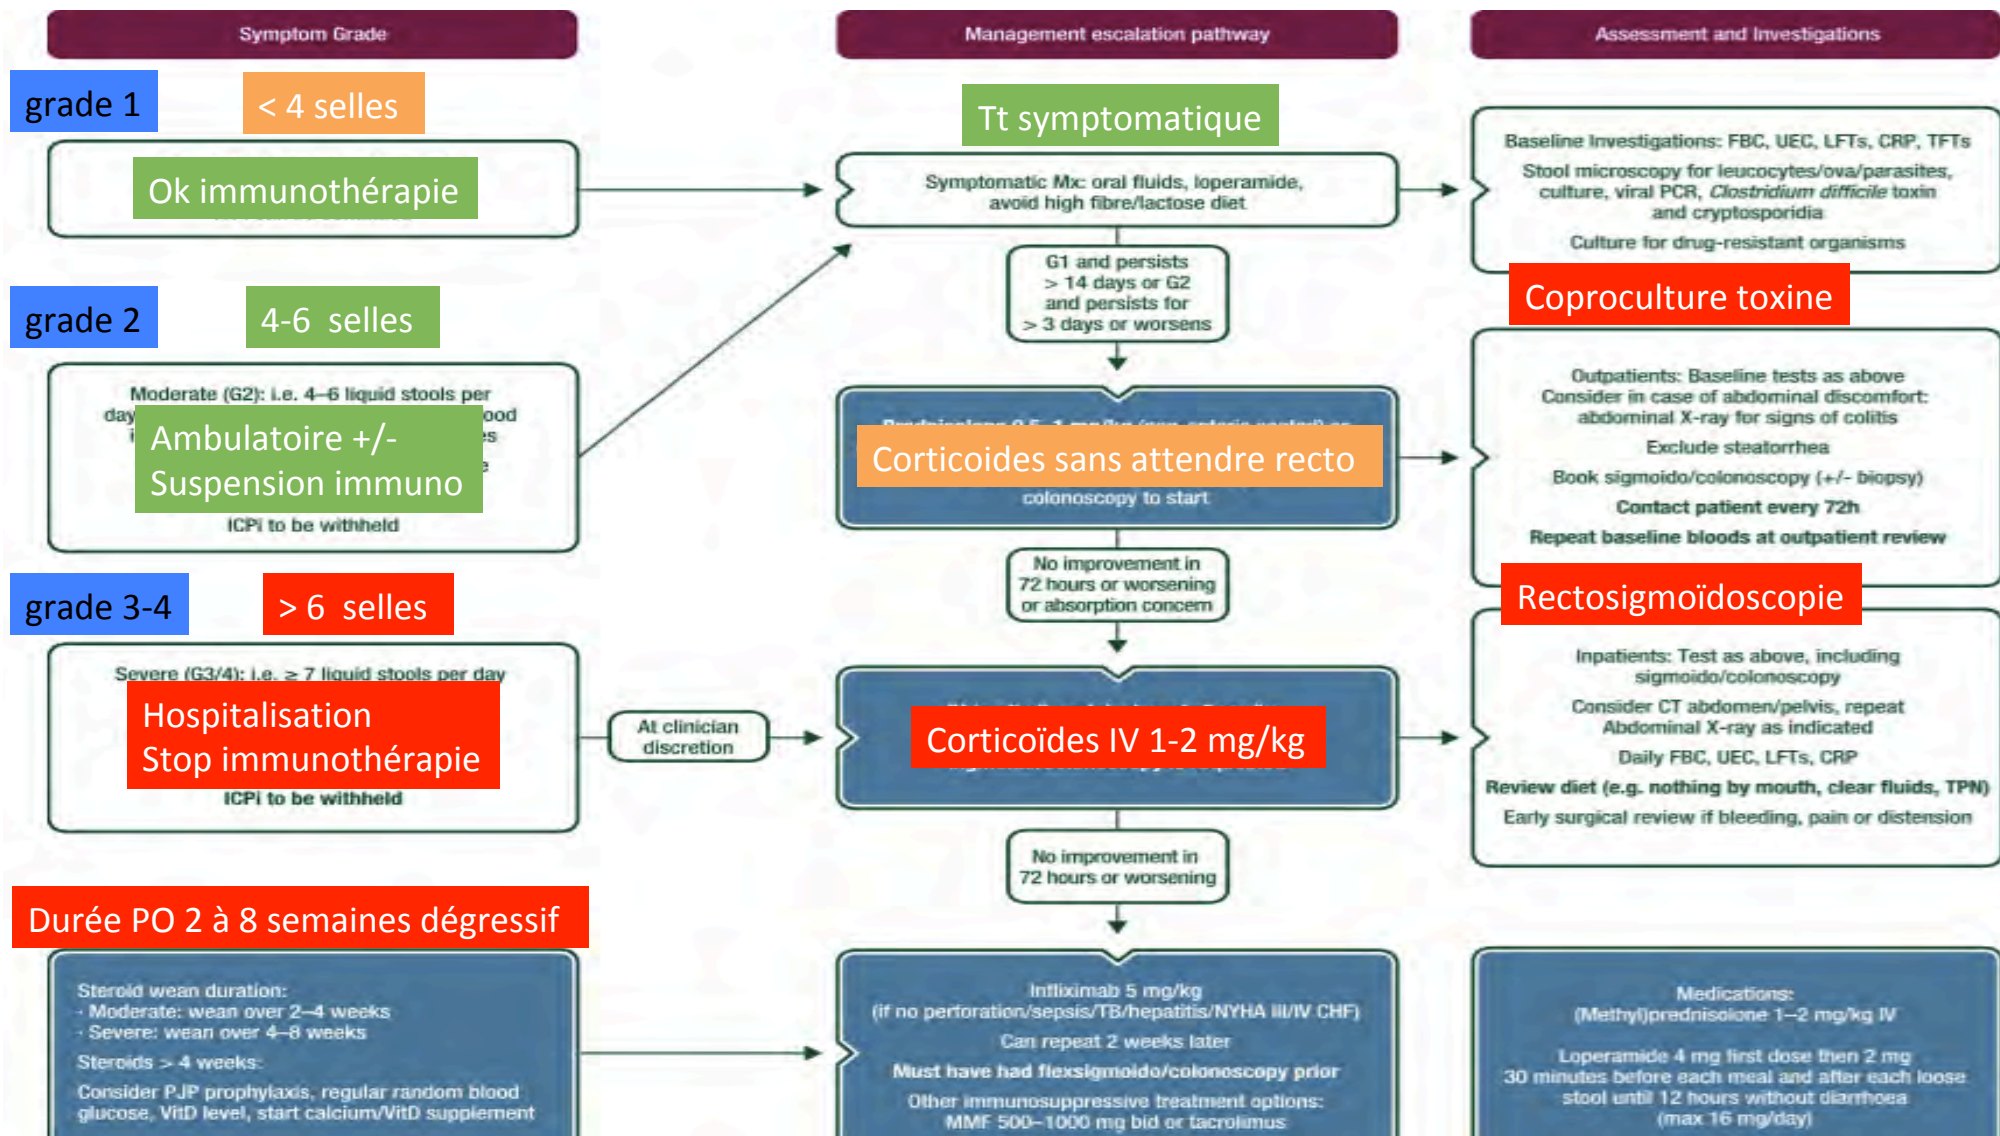 Symptom Grade
Management escalation pathway
Assessment and Investigations
grade 1
< 4 selles
Ok immunothérapie
Tt symptomatique
Symptomatic Mx: oral fluids, loperamide,
avoid high fibre/lactose diet
Baseline Investigations: FBC, UEC, LFTs, CRP, TFTs
Stool microscopy for leucocytes/ova/parasites,
culture, viral PCR, Clostridium difficile toxin
and cryptosporidia
Culture for drug-resistant organisms
G1 and persists
> 14 days or G2
and persists for
> 3 days or worsens
grade 2
4-6 selles
Moderate (G2): i.e. 4–6 liquid stools per
day
Ambulatoire +/-
Suspension immuno
ICPi to be withheld
Corticoides sans attendre recto
colonoscopy to start
Coproculture toxine
Outpatients: Baseline tests as above
Consider in case of abdominal discomfort:
abdominal X-ray for signs of colitis
Exclude steatorrhea
Book sigmoido/colonoscopy (+/- biopsy)
Contact patient every 72h
Repeat baseline bloods at outpatient review
No improvement in
72 hours or worsening
or absorption concern
grade 3-4
> 6 selles
Severe (G3/4): i.e. ≥ 7 liquid stools per day
Hospitalisation
Stop immunothérapie
ICPi to be withheld
At clinician
discretion
Corticoïdes IV 1-2 mg/kg
Rectosigmoïdoscopie
Inpatients: Test as above, including
sigmoido/colonoscopy
Consider CT abdomen/pelvis, repeat
Abdominal X-ray as indicated
Daily FBC, UEC, LFTs, CRP
Review diet (e.g. nothing by mouth, clear fluids, TPN)
Early surgical review if bleeding, pain or distension
No improvement in
72 hours or worsening
Durée PO 2 à 8 semaines dégressif
Steroid wean duration:
· Moderate: wean over 2–4 weeks
· Severe: wean over 4–8 weeks
Steroids > 4 weeks:
Consider PJP prophylaxis, regular random blood
glucose, VitD level, start calcium/VitD supplement
Infliximab 5 mg/kg
(if no perforation/sepsis/TB/hepatitis/NYHA III/IV CHF)
Can repeat 2 weeks later
Must have had flexsigmoido/colonoscopy prior
Other immunosuppressive treatment options:
MMF 500–1000 mg bid or tacrolimus
Medications:
(Methyl)prednisolone 1–2 mg/kg IV
Loperamide 4 mg first dose then 2 mg
30 minutes before each meal and after each loose
stool until 12 hours without diarrhoea
(max 16 mg/day)